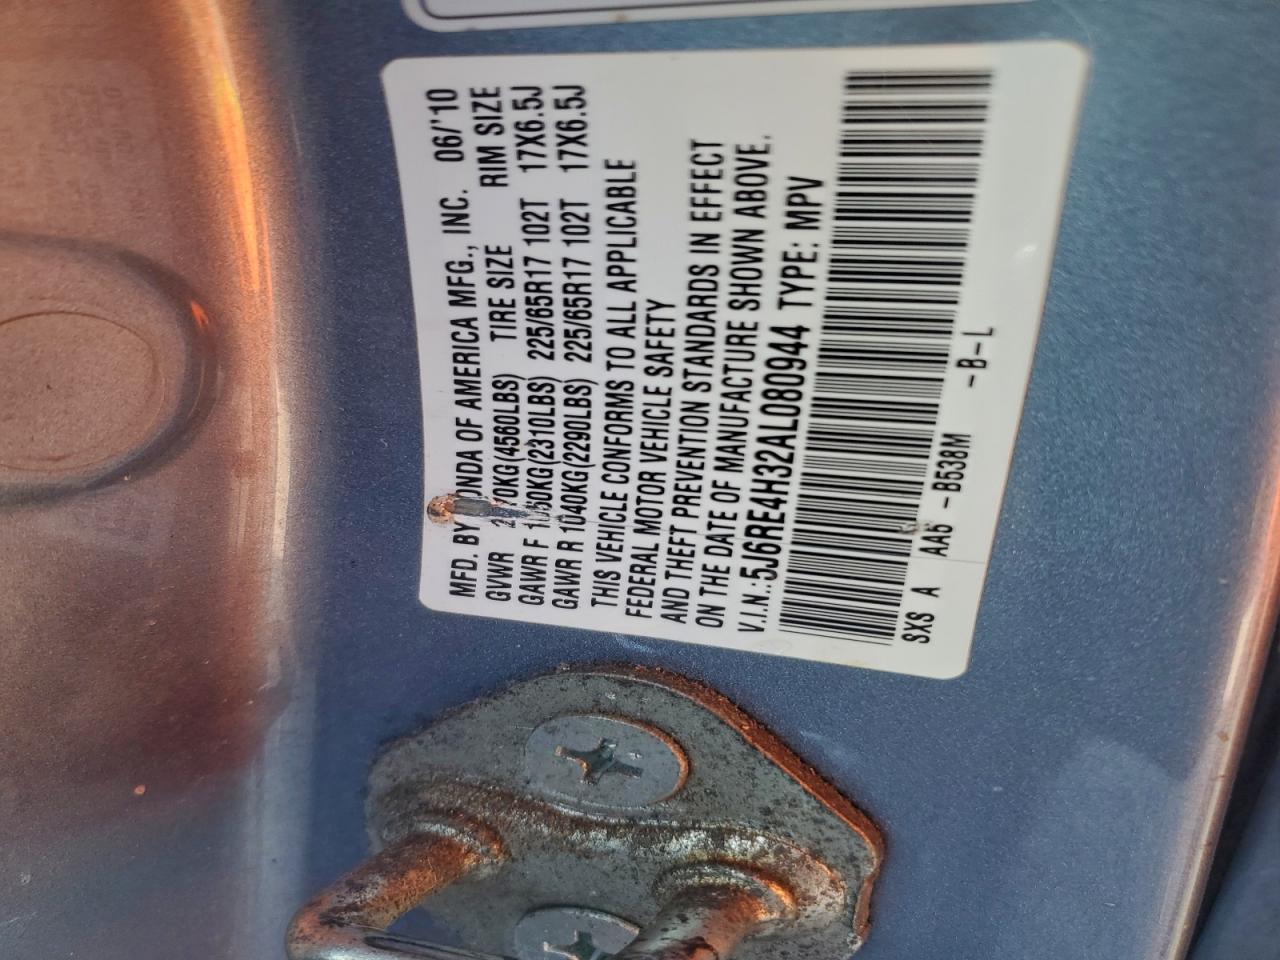 MFD. BY HONDA OF AMERICA MFG., INC. 06/'10
GVWR 2070KG(4560LBS) TIRE SIZE RIM SIZE
GAWR F 1050KG(2310LBS) 225/65R17 102T 17X6.5J
GAWR R 1040KG(2290LBS) 225/65R17 102T 17X6.5J
THIS VEHICLE CONFORMS TO ALL APPLICABLE
FEDERAL MOTOR VEHICLE SAFETY
AND THEFT PREVENTION STANDARDS IN EFFECT
ON THE DATE OF MANUFACTURE SHOWN ABOVE.
V.I.N.:5J6RE4H32AL080944 TYPE: MPV
SXS A AA5 -B538M -B-L